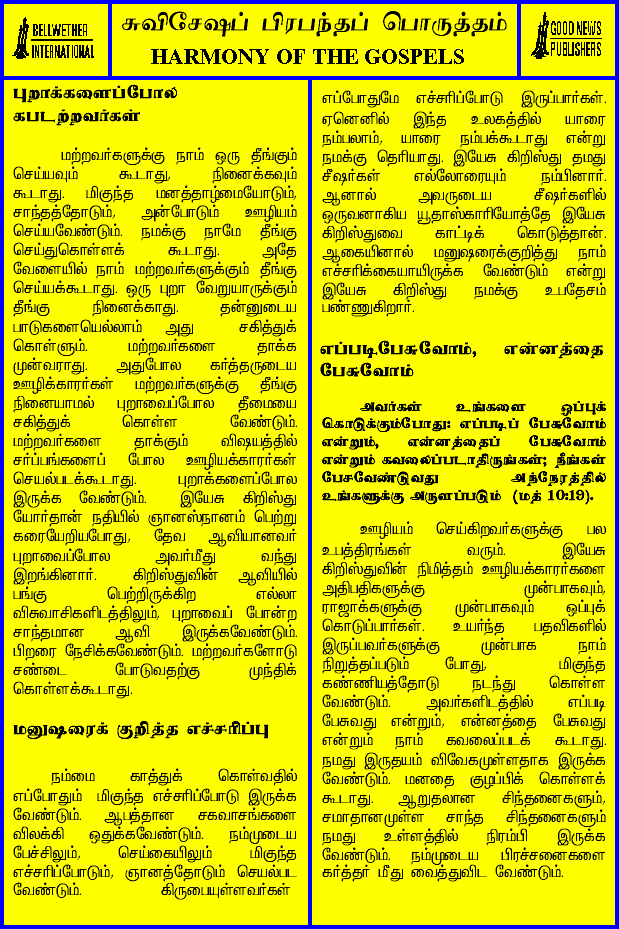 BELLWETHER
INTERNATIONAL
சுவிசேஷப் பிரபந்தப் பொருத்தம்
HARMONY OF THE GOSPELS
GOOD NEWS
PUBLISHERS
புறாக்களைப்போல
கபடற்றவர்கள்
மற்றவர்களுக்கு நாம் ஒரு தீங்கும்
செய்யவும் கூடாது, நினைக்கவும்
கூடாது. மிகுந்த மனத்தாழ்மையோடும்,
சாந்தத்தோடும், அன்போடும் ஊழியம்
செய்யவேண்டும். நமக்கு நாமே தீங்கு
செய்துகொள்ளக் கூடாது. அதே
வேளையில் நாம் மற்றவர்களுக்கும் தீங்கு
செய்யக்கூடாது. ஒரு புறா வேறுயாருக்கும்
தீங்கு நினைக்காது. தன்னுடைய
பாடுகளையெல்லாம் அது சகித்துக்
கொள்ளும். மற்றவர்களை தாக்க
முன்வராது. அதுபோல கர்த்தருடைய
ஊழிக்காரர்கள் மற்றவர்களுக்கு தீங்கு
நினையாமல் புறாவைப்போல தீமையை
சகித்துக் கொள்ள வேண்டும்.
மற்றவர்களை தாக்கும் விஷயத்தில்
சர்ப்பங்களைப் போல ஊழியக்காரர்கள்
செயல்படக்கூடாது. புறாக்களைப்போல
இருக்க வேண்டும். இயேசு கிறிஸ்து
யோர்தான் நதியில் ஞானஸ்நானம் பெற்று
கரையேறியபோது, தேவ ஆவியானவர்
புறாவைப்போல அவர்மீது வந்து
இறங்கினார். கிறிஸ்துவின் ஆவியில்
பங்கு பெற்றிருக்கிற எல்லா
விசுவாசிகளிடத்திலும், புறாவைப் போன்ற
சாந்தமான ஆவி இருக்கவேண்டும்.
பிறரை நேசிக்கவேண்டும். மற்றவர்களோடு
சண்டை போடுவதற்கு முந்திக்
கொள்ளக்கூடாது.
மனுஷரைக் குறித்த எச்சரிப்பு
நம்மை காத்துக் கொள்வதில்
எப்போதும் மிகுந்த எச்சரிப்போடு இருக்க
வேண்டும். ஆபத்தான சகவாசங்களை
விலக்கி ஒதுக்கவேண்டும். நம்முடைய
பேச்சிலும், செய்கையிலும் மிகுந்த
எச்சரிப்போடும், ஞானத்தோடும் செயல்பட
வேண்டும். கிருபையுள்ளவர்கள்
எப்போதுமே எச்சரிப்போடு இருப்பார்கள்.
ஏனெனில் இந்த உலகத்தில் யாரை
நம்பலாம், யாரை நம்பக்கூடாது என்று
நமக்கு தெரியாது. இயேசு கிறிஸ்து தமது
சீஷர்கள் எல்லோரையும் நம்பினார்.
ஆனால் அவருடைய சீஷர்களில்
ஒருவனாகிய யூதாஸ்காரியோத்தே இயேசு
கிறிஸ்துவை காட்டிக் கொடுத்தான்.
ஆகையினால் மனுஷரைக்குறித்து நாம்
எச்சரிக்கையாயிருக்க வேண்டும் என்று
இயேசு கிறிஸ்து நமக்கு உபதேசம்
பண்ணுகிறார்.
எப்படிபேசுவோம், என்னத்தை
பேசுவோம்
அவர்கள் உங்களை ஒப்புக்
கொடுக்கும்போது: எப்படிப் பேசுவோம்
என்றும், என்னத்தைப் பேசுவோம்
என்றும் கவலைப்படாதிருங்கள்; நீங்கள்
பேசவேண்டுவது அந்நேரத்தில்
உங்களுக்கு அருளப்படும் (மத் 10:19).
ஊழியம் செய்கிறவர்களுக்கு பல
உபத்திரங்கள் வரும். இயேசு
கிறிஸ்துவின் நிமித்தம் ஊழியக்காரர்களை
அதிபதிகளுக்கு முன்பாகவும்,
ராஜாக்களுக்கு முன்பாகவும் ஒப்புக்
கொடுப்பார்கள். உயர்ந்த பதவிகளில்
இருப்பவர்களுக்கு முன்பாக நாம்
நிறுத்தப்படும் போது, மிகுந்த
கண்ணியத்தோடு நடந்து கொள்ள
வேண்டும். அவர்களிடத்தில் எப்படி
பேசுவது என்றும், என்னத்தை பேசுவது
என்றும் நாம் கவலைப்படக் கூடாது.
நமது இருதயம் விவேகமுள்ளதாக இருக்க
வேண்டும். மனதை குழப்பிக் கொள்ளக்
கூடாது. ஆறுதலான சிந்தனைகளும்,
சமாதானமுள்ள சாந்த சிந்தனைகளும்
நமது உள்ளத்தில் நிரம்பி இருக்க
வேண்டும். நம்முடைய பிரச்சனைகளை
கர்த்தர் மீது வைத்துவிட வேண்டும்.